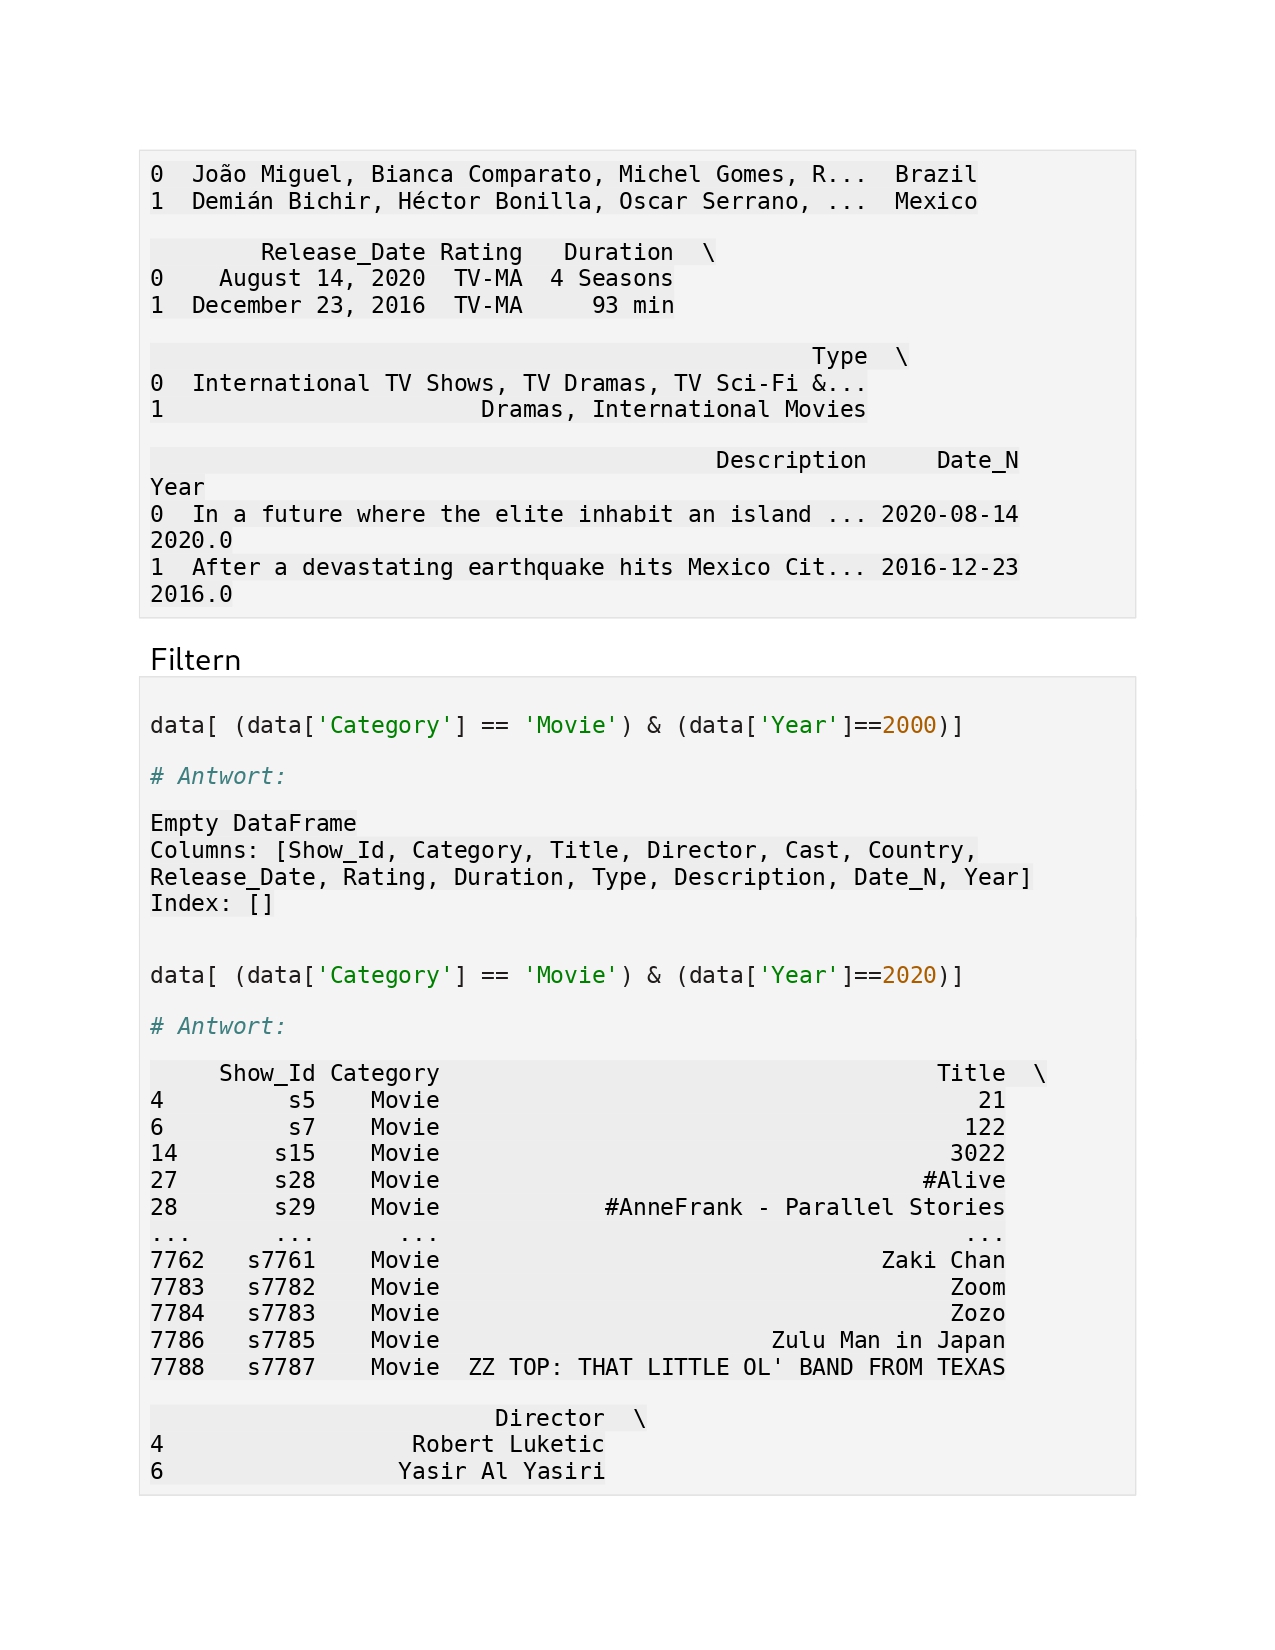 0  João Miguel, Bianca Comparato, Michel Gomes, R...  Brazil
1  Demián Bichir, Héctor Bonilla, Oscar Serrano, ...  Mexico
        Release_Date Rating   Duration  \
0    August 14, 2020  TV-MA  4 Seasons
1  December 23, 2016  TV-MA     93 min
                                                Type  \
0  International TV Shows, TV Dramas, TV Sci-Fi &...
1                       Dramas, International Movies
                                         Description     Date_N
Year
0  In a future where the elite inhabit an island ... 2020-08-14
2020.0
1  After a devastating earthquake hits Mexico Cit... 2016-12-23
2016.0
Filtern
data[ (data['Category'] == 'Movie') & (data['Year']==2000)]
# Antwort:
Empty DataFrame
Columns: [Show_Id, Category, Title, Director, Cast, Country,
Release_Date, Rating, Duration, Type, Description, Date_N, Year]
Index: []
data[ (data['Category'] == 'Movie') & (data['Year']==2020)]
# Antwort:
     Show_Id Category                                    Title  \
4         s5    Movie                                       21
6         s7    Movie                                      122
14       s15    Movie                                     3022
27       s28    Movie                                   #Alive
28       s29    Movie            #AnneFrank - Parallel Stories
...      ...      ...                                      ...
7762   s7761    Movie                                Zaki Chan
7783   s7782    Movie                                     Zoom
7784   s7783    Movie                                     Zozo
7786   s7785    Movie                        Zulu Man in Japan
7788   s7787    Movie  ZZ TOP: THAT LITTLE OL' BAND FROM TEXAS
                         Director  \
4                  Robert Luketic
6                 Yasir Al Yasiri